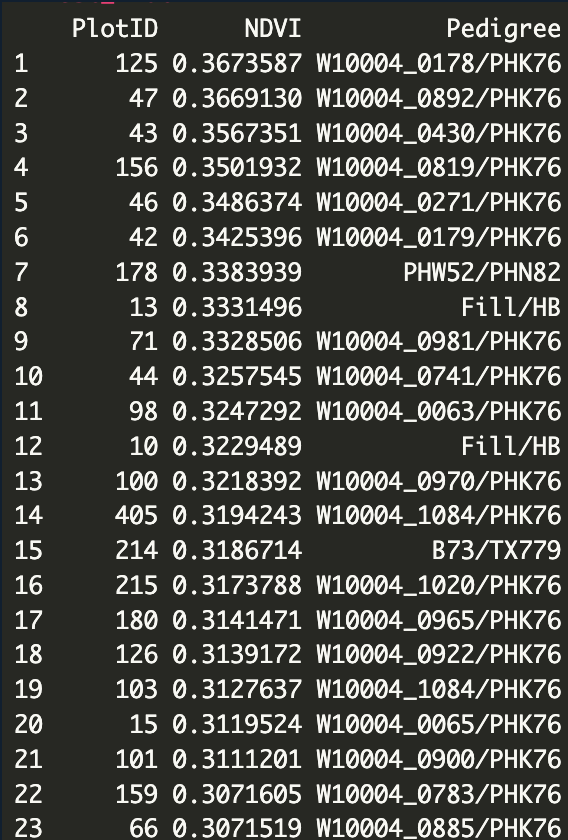 PlotID NDVI Pedigree
1 125 0.3673587 W10004_0178/PHK76
2 47 0.3669130 W10004_0892/PHK76
3 43 0.3567351 W10004_0430/PHK76
4 156 0.3501932 W10004_0819/PHK76
5 46 0.3486374 W10004_0271/PHK76
6 42 0.3425396 W10004_0179/PHK76
7 178 0.3383939 PHW52/PHN82
8 13 0.3331496 Fill/HB
9 71 0.3328506 W10004_0981/PHK76
10 44 0.3257545 W10004_0741/PHK76
11 98 0.3247292 W10004_0063/PHK76
12 10 0.3229489 Fill/HB
13 100 0.3218392 W10004_0970/PHK76
14 405 0.3194243 W10004_1084/PHK76
15 214 0.3186714 B73/TX779
16 215 0.3173788 W10004_1020/PHK76
17 180 0.3141471 W10004_0965/PHK76
18 126 0.3139172 W10004_0922/PHK76
19 103 0.3127637 W10004_1084/PHK76
20 15 0.3119524 W10004_0065/PHK76
21 101 0.3111201 W10004_0900/PHK76
22 159 0.3071605 W10004_0783/PHK76
23 66 0.3071519 W10004_0885/PHK76